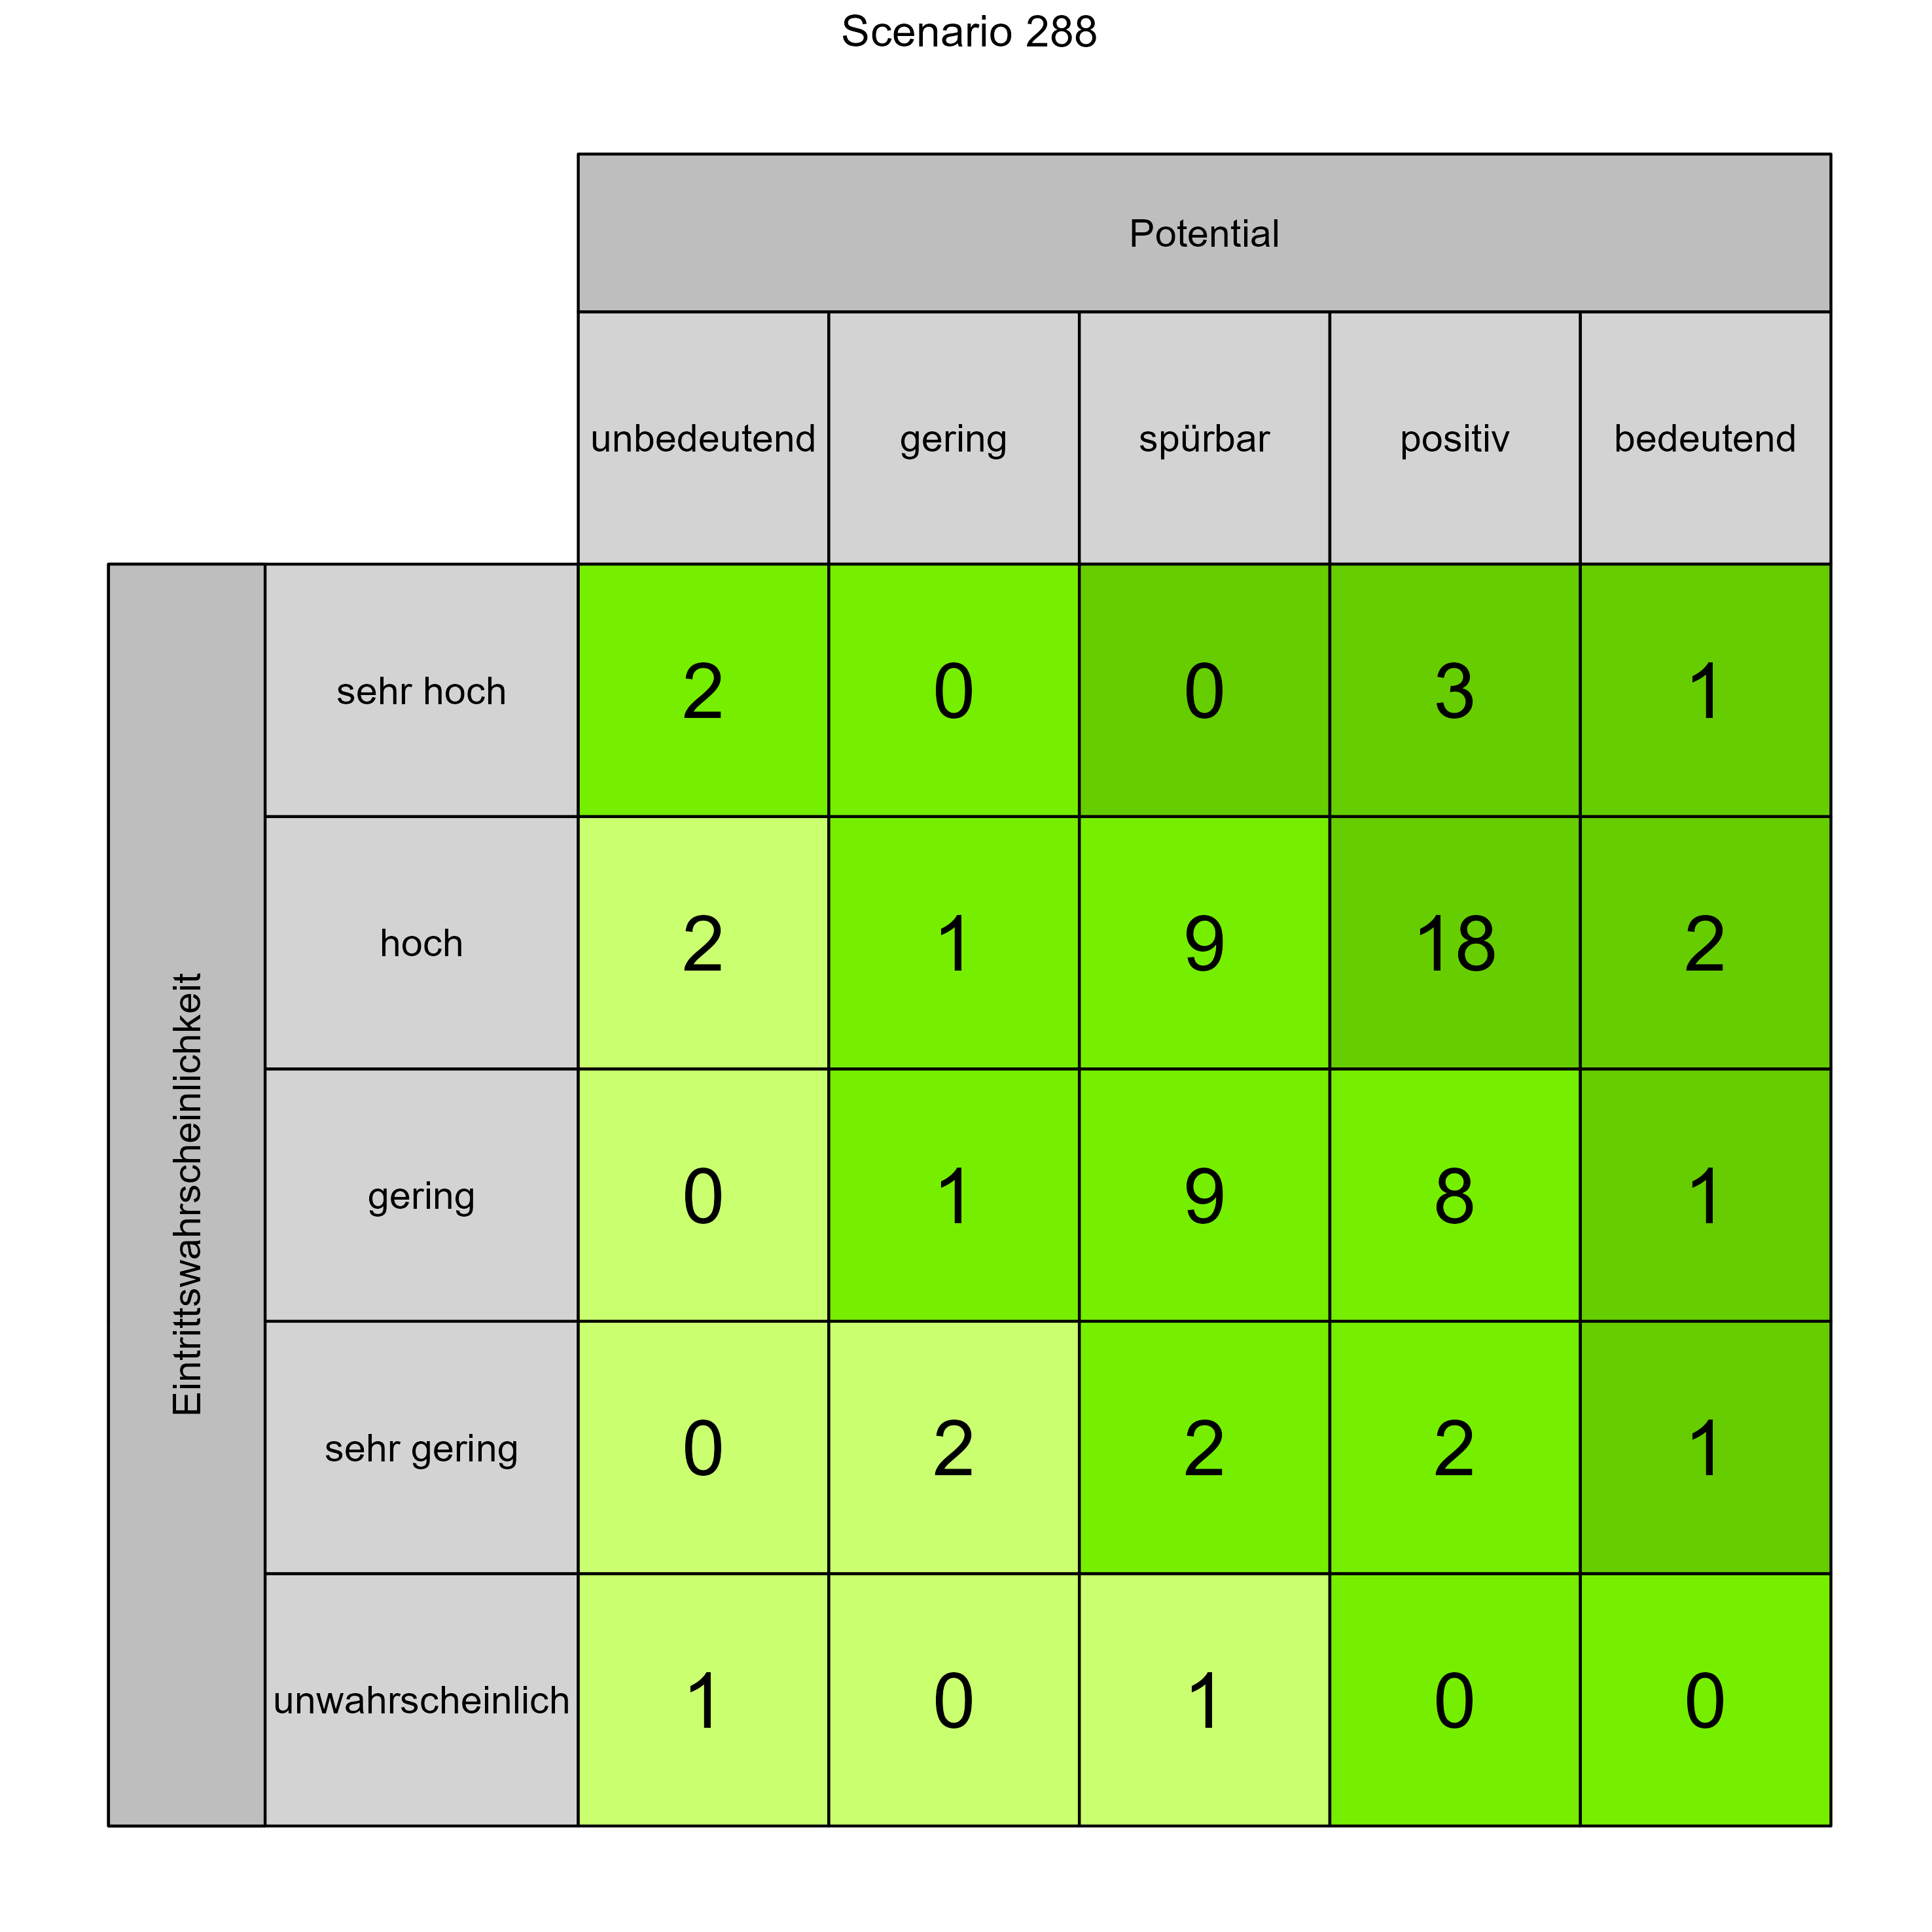 Scenario 288
Potential
unbedeutend gering spürbar positiv bedeutend
Eintrittswahrscheinlichkeit
sehr hoch 2 0 0 3 1
hoch 2 1 9 18 2
gering 0 1 9 8 1
sehr gering 0 2 2 2 1
unwahrscheinlich 1 0 1 0 0